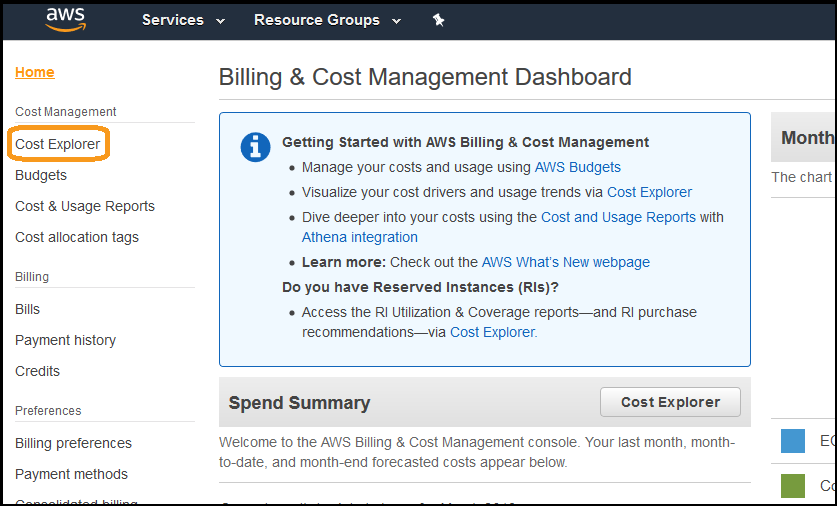 aws
Services
Resource Groups
Home
Cost Management
Cost Explorer
Budgets
Cost & Usage Reports
Cost allocation tags
Billing
Bills
Payment history
Credits
Preferences
Billing preferences
Payment methods
Consolidated billing
Billing & Cost Management Dashboard
Getting Started with AWS Billing & Cost Management
Manage your costs and usage using AWS Budgets
Visualize your cost drivers and usage trends via Cost Explorer
Dive deeper into your costs using the Cost and Usage Reports with
Athena integration
Learn more: Check out the AWS What's New webpage
Do you have Reserved Instances (RIs)?
Access the RI Utilization & Coverage reports—and RI purchase
recommendations—via Cost Explorer.
Spend Summary
Cost Explorer
Welcome to the AWS Billing & Cost Management console. Your last month, month-
to-date, and month-end forecasted costs appear below.
Month
The chart
EC
Co